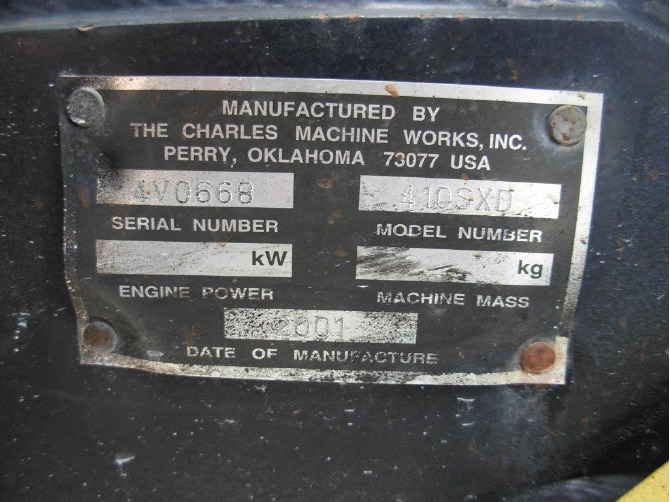 MANUFACTURED BY
THE CHARLES MACHINE WORKS, INC.
PERRY, OKLAHOMA 73077 USA
4V0668 410SXD
SERIAL NUMBER MODEL NUMBER
kW kg
ENGINE POWER MACHINE MASS
2001
DATE OF MANUFACTURE